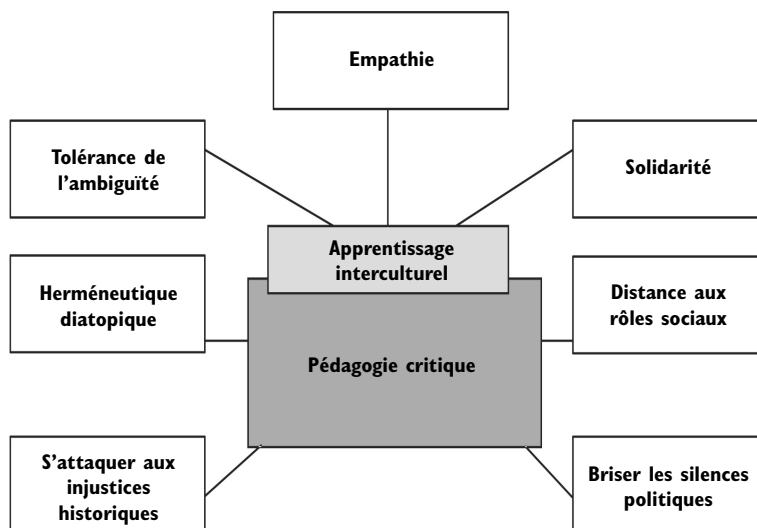 Empathie
Tolérance de
l’ambiguïté
Solidarité
Apprentissage
interculturel
Herméneutique
diatopique
Distance aux
rôles sociaux
Pédagogie critique
S’attaquer aux
injustices
historiques
Briser les silences
politiques